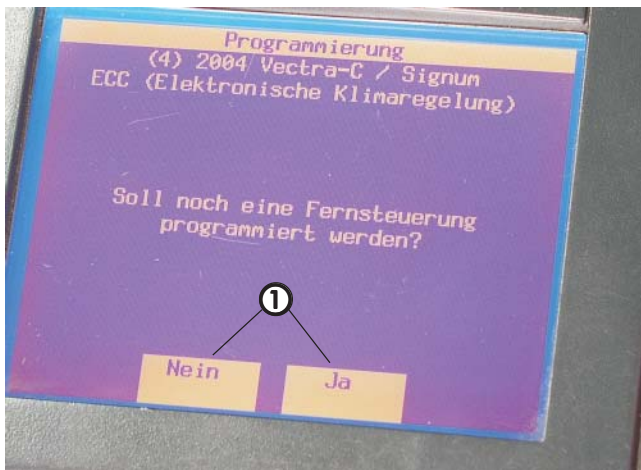 Programmierung
(4) 2004 Vectra-C / Signum
ECC (Elektronische Klimaregelung)
Soll noch eine Fernsteuerung
programmiert werden?
1
Nein Ja